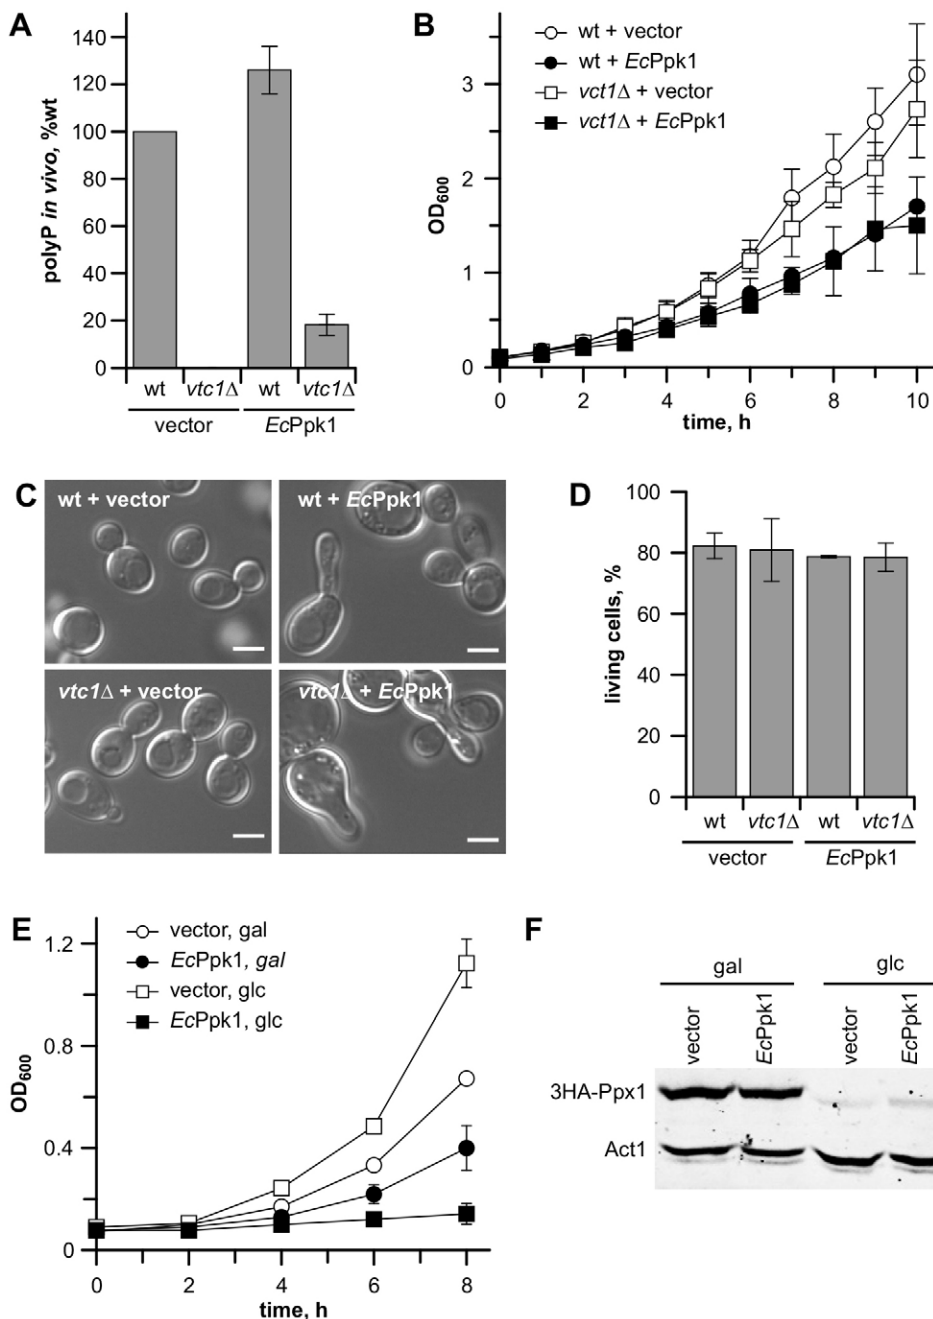 A
polyP in vivo, %wt
140
120
100
80
60
40
20
0
wt
vtc1Δ
wt
vtc1Δ
vector
EcPpk1
B
wt + vector
wt + EcPpk1
vct1Δ + vector
vct1Δ + EcPpk1
OD600
3
2
1
0
0
2
4
6
8
10
time, h
C
wt + vector
wt + EcPpk1
vtc1Δ + vector
vtc1Δ + EcPpk1
D
living cells, %
100
80
60
40
20
0
wt
vtc1Δ
wt
vtc1Δ
vector
EcPpk1
E
vector, gal
EcPpk1, gal
vector, glc
EcPpk1, glc
OD600
1.2
0.8
0.4
0
0
2
4
6
8
time, h
F
gal
glc
vector
EcPpk1
vector
EcPpk1
3HA-Ppx1
Act1